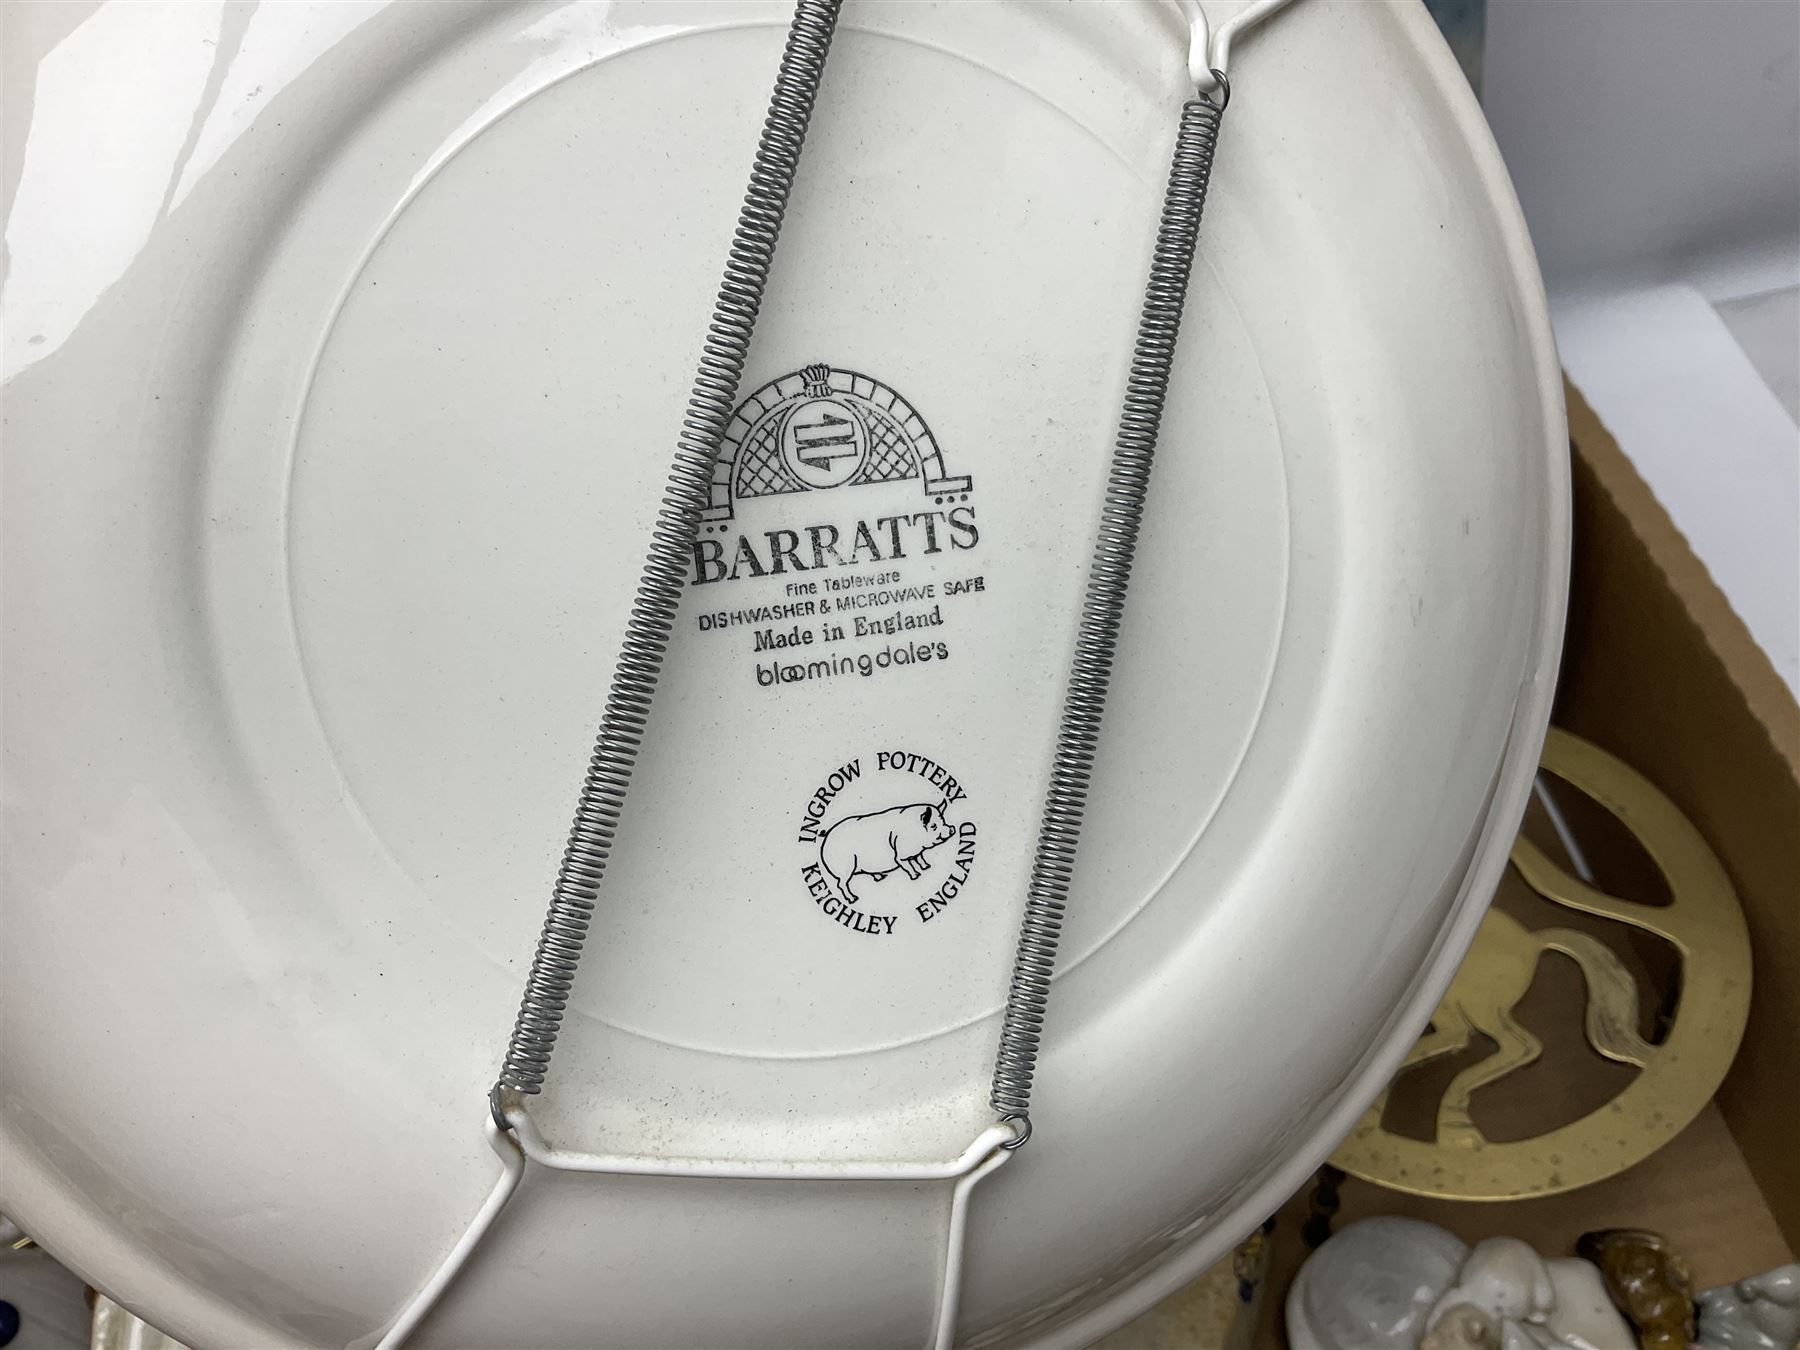 BARRATTS
Fine Tableware
DISHWASHER & MICROWAVE SAFE
Made in England
bloomingdale's
INGROW POTTERY
KEIGHLEY ENGLAND